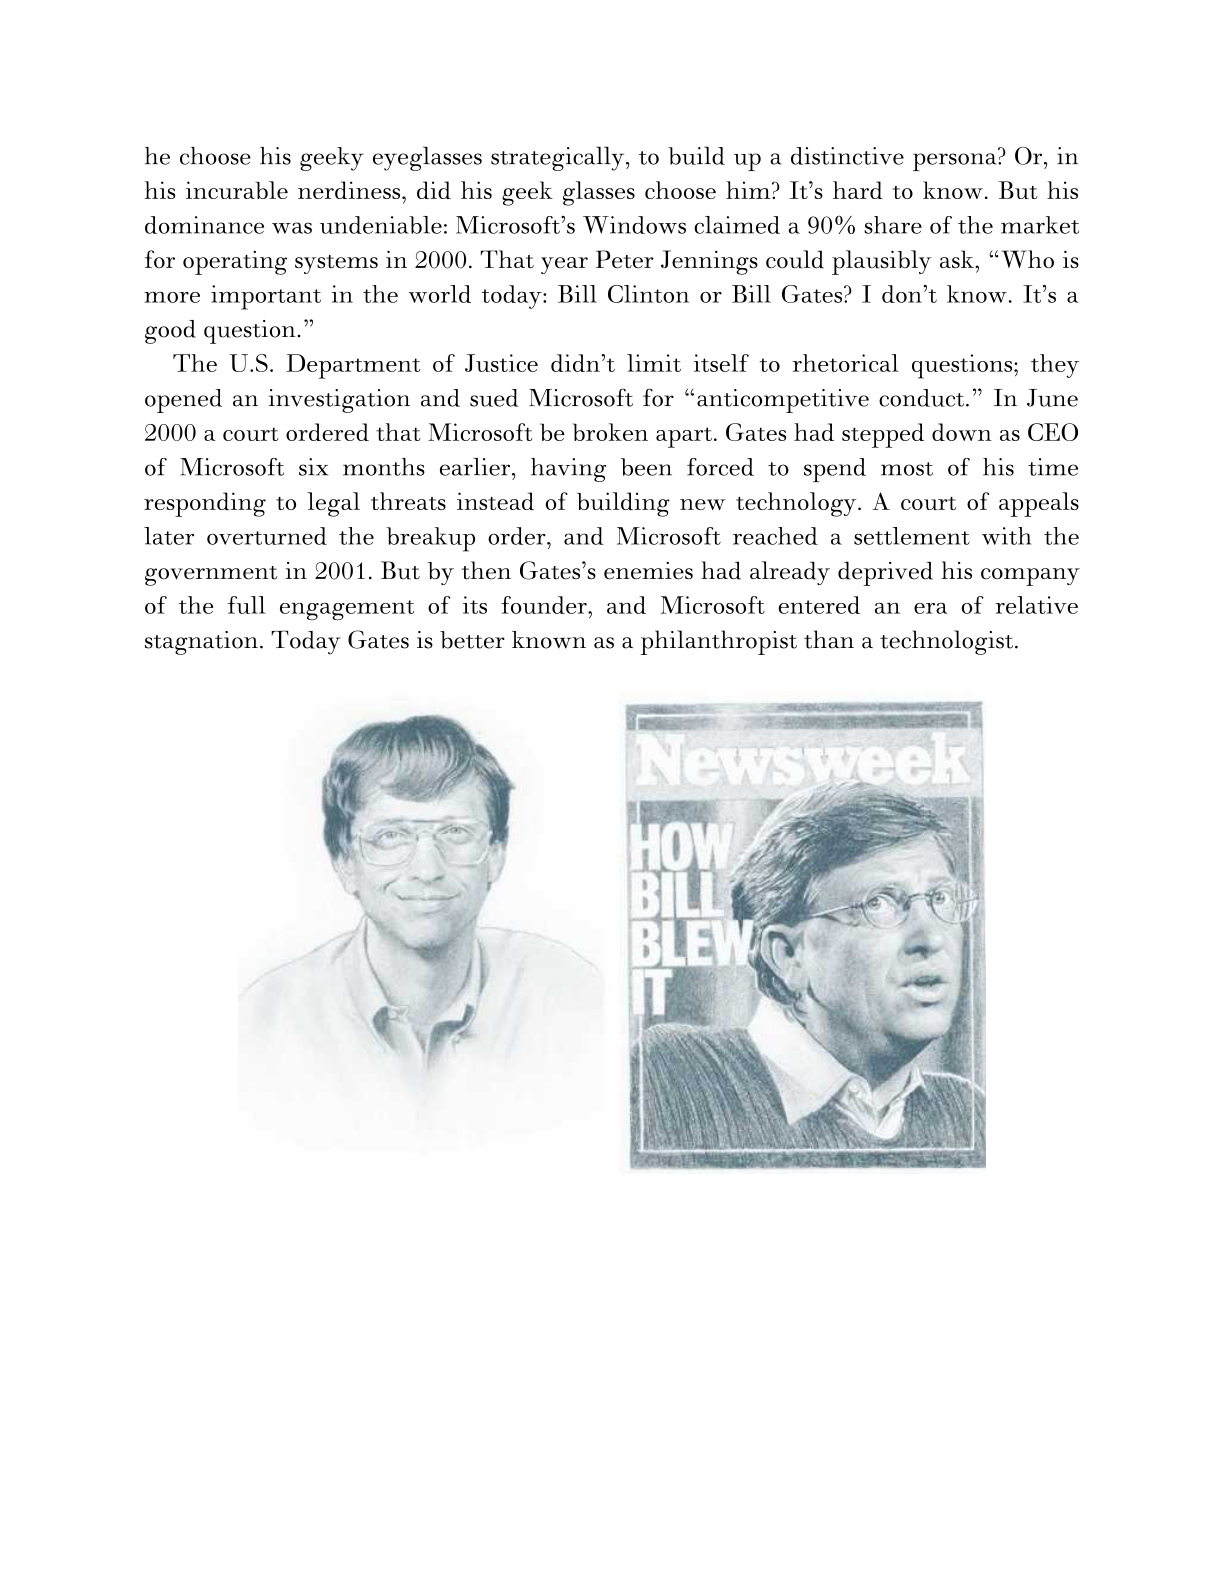 he choose his geeky eyeglasses strategically, to build up a distinctive persona? Or, in
his incurable nerdiness, did his geek glasses choose him? It’s hard to know. But his
dominance was undeniable: Microsoft’s Windows claimed a 90% share of the market
for operating systems in 2000. That year Peter Jennings could plausibly ask, “Who is
more important in the world today: Bill Clinton or Bill Gates? I don’t know. It’s a
good question.”
The U.S. Department of Justice didn’t limit itself to rhetorical questions; they
opened an investigation and sued Microsoft for “anticompetitive conduct.” In June
2000 a court ordered that Microsoft be broken apart. Gates had stepped down as CEO
of Microsoft six months earlier, having been forced to spend most of his time
responding to legal threats instead of building new technology. A court of appeals
later overturned the breakup order, and Microsoft reached a settlement with the
government in 2001. But by then Gates’s enemies had already deprived his company
of the full engagement of its founder, and Microsoft entered an era of relative
stagnation. Today Gates is better known as a philanthropist than a technologist.
Newsweek
HOW
BILL
BLEW
IT